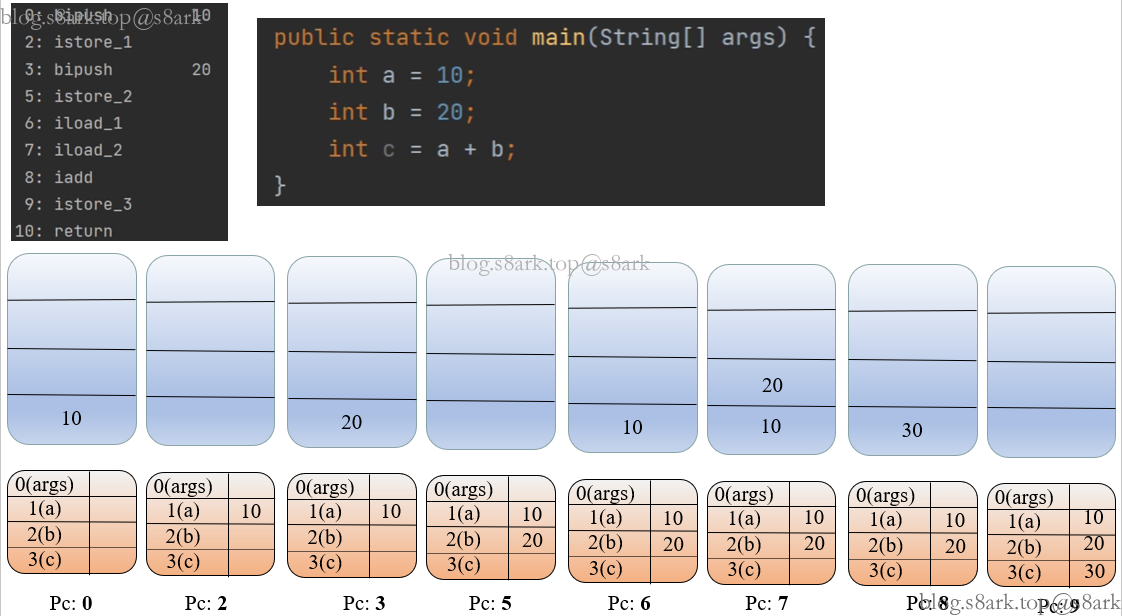 blog.s8ark.top@s8ark
0: bipush 10
2: istore_1
3: bipush 20
5: istore_2
6: iload_1
7: iload_2
8: iadd
9: istore_3
10: return
public static void main(String[] args) {
int a = 10;
int b = 20;
int c = a + b;
}
blog.s8ark.top@s8ark
10
20
10
20
10
30
0(args)
1(a)
2(b)
3(c)
Pc: 0
0(args)
1(a) 10
2(b)
3(c)
Pc: 2
0(args)
1(a) 10
2(b)
3(c)
Pc: 3
0(args)
1(a) 10
2(b) 20
3(c)
Pc: 5
0(args)
1(a) 10
2(b) 20
3(c)
Pc: 6
0(args)
1(a) 10
2(b) 20
3(c)
Pc: 7
0(args)
1(a) 10
2(b) 20
3(c)
Pc: 8
0(args)
1(a) 10
2(b) 20
3(c) 30
Pc: 9
blog.s8ark.top@s8ark